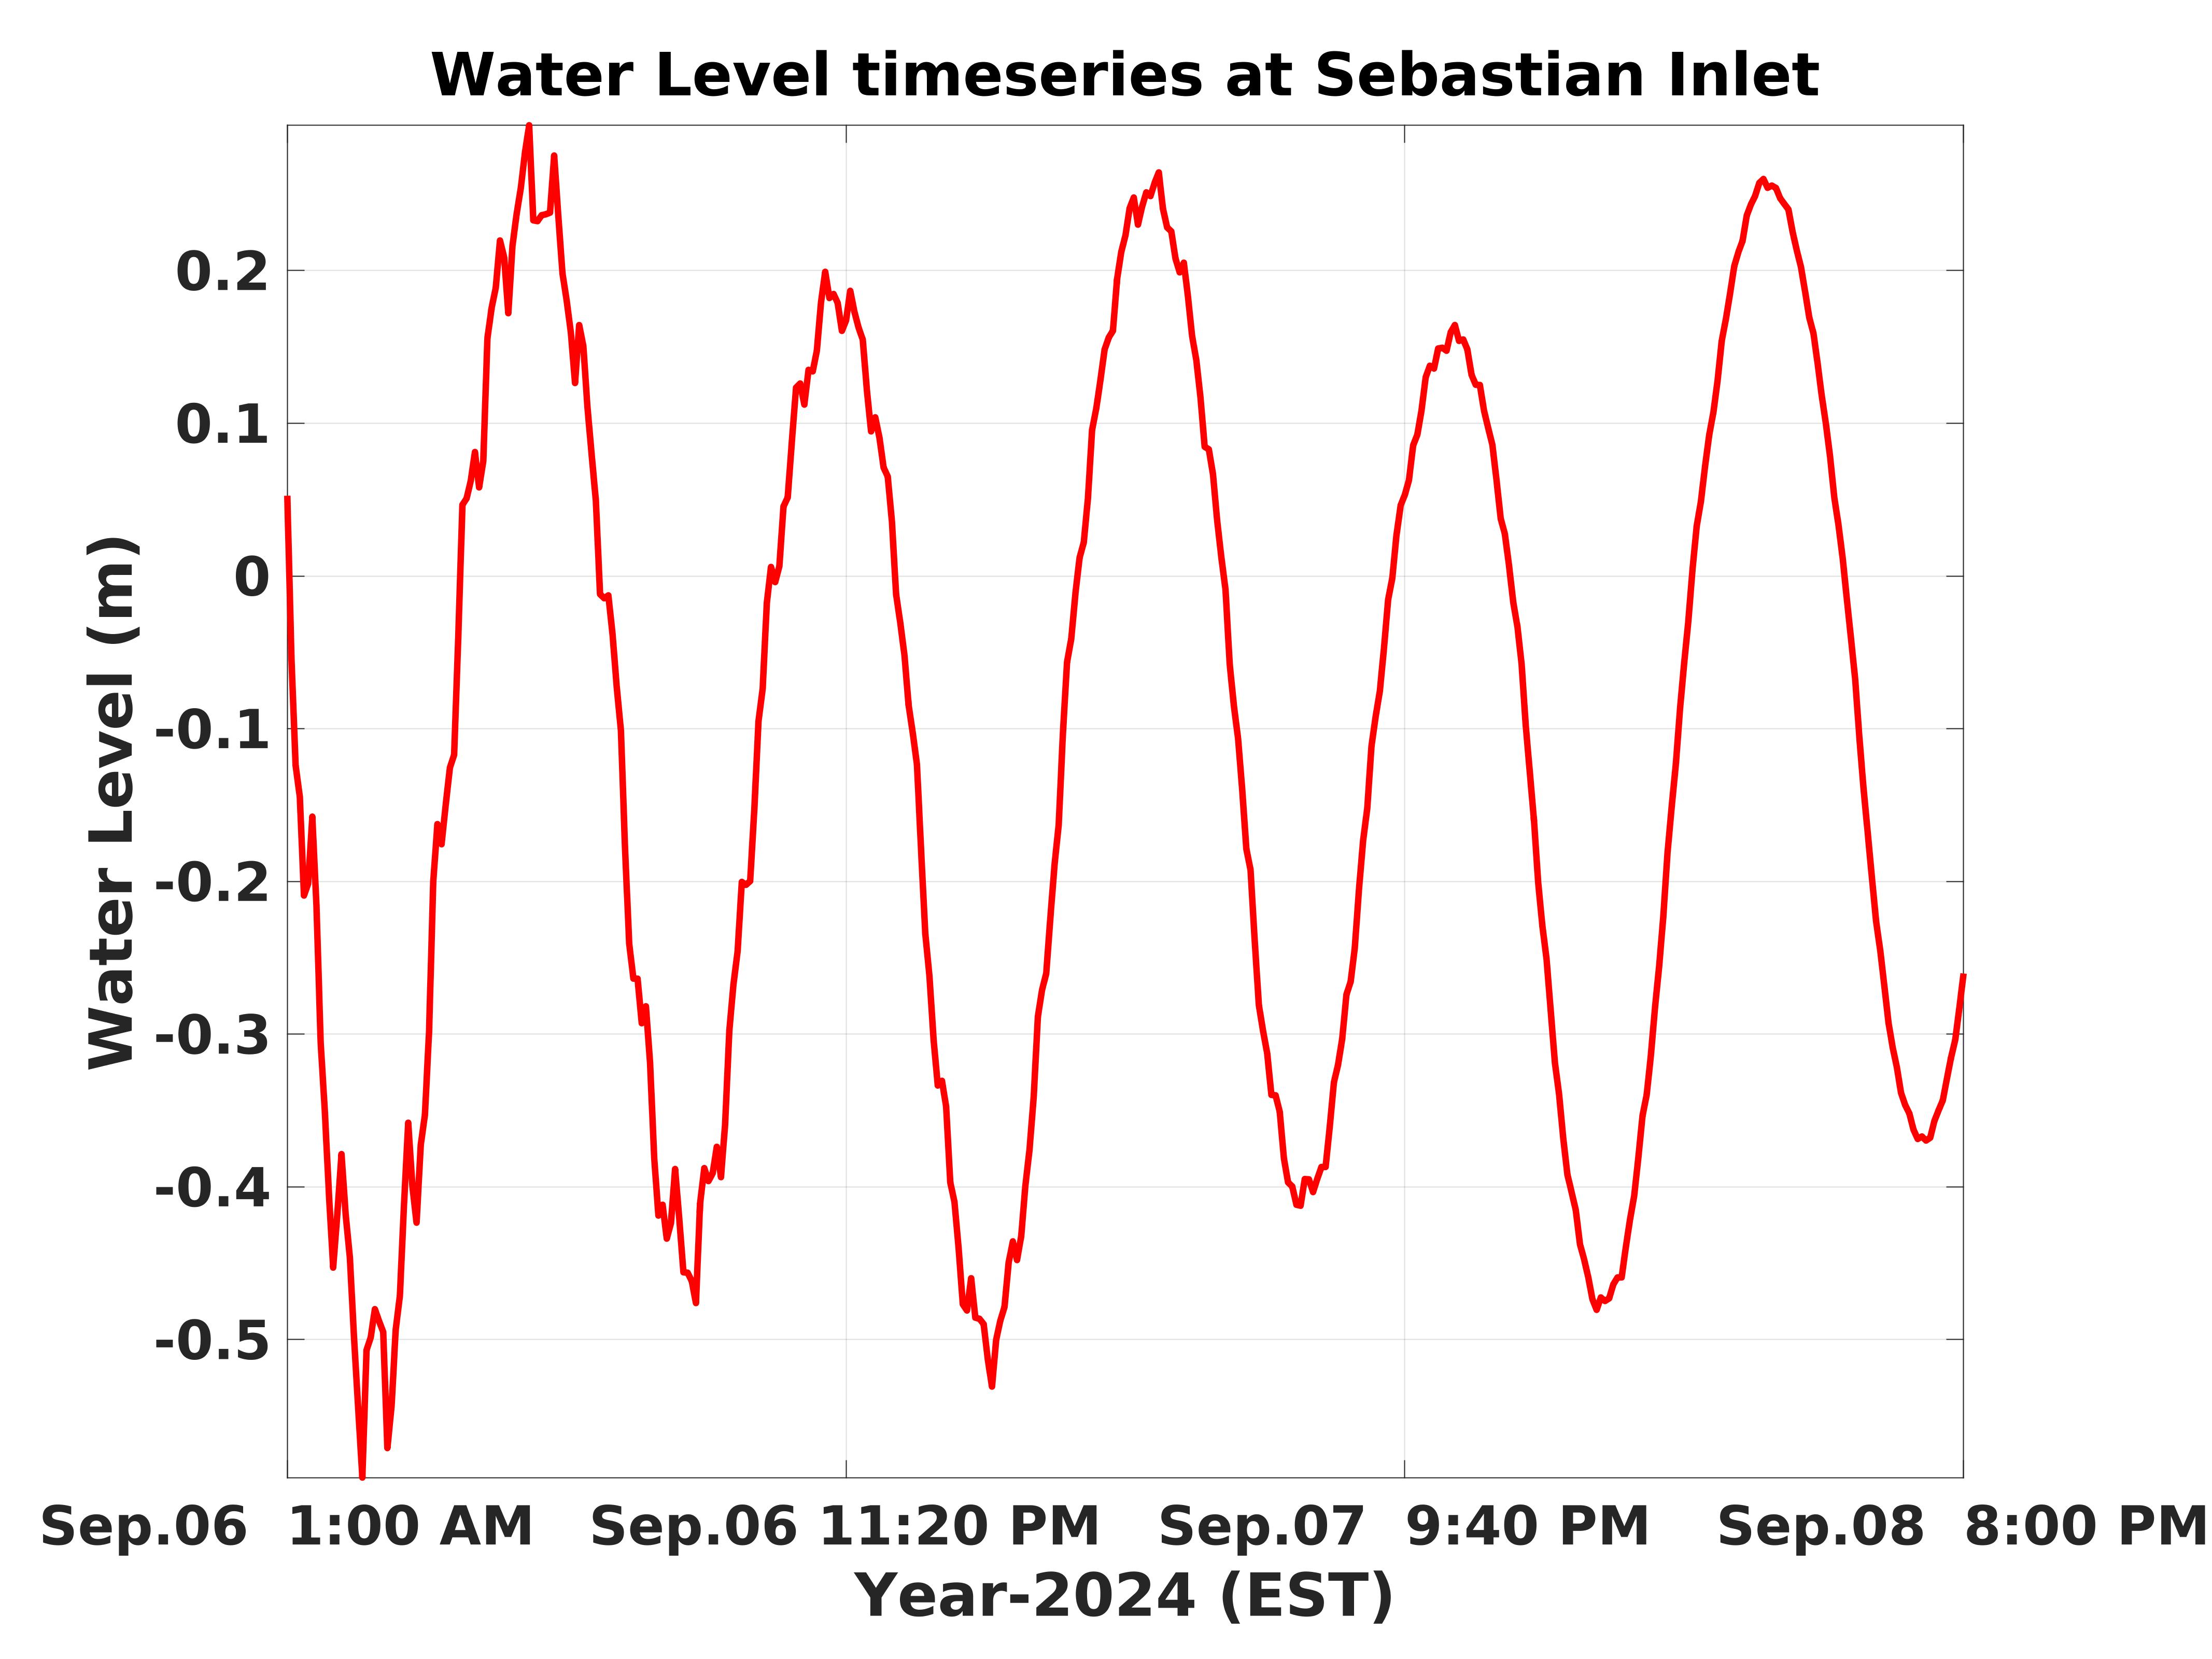 Water Level timeseries at Sebastian Inlet
Water Level (m)
0.2
0.1
0
-0.1
-0.2
-0.3
-0.4
-0.5
Sep.06  1:00 AM
Sep.06 11:20 PM
Sep.07  9:40 PM
Sep.08  8:00 PM
Year-2024 (EST)